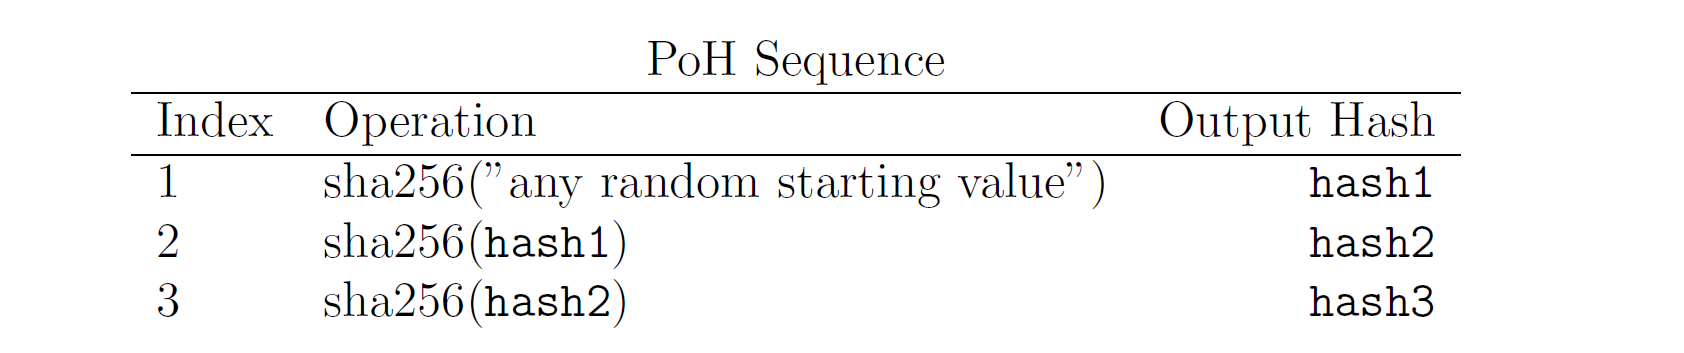 PoH Sequence
Index Operation Output Hash
1 sha256(”any random starting value”) hash1
2 sha256(hash1) hash2
3 sha256(hash2) hash3